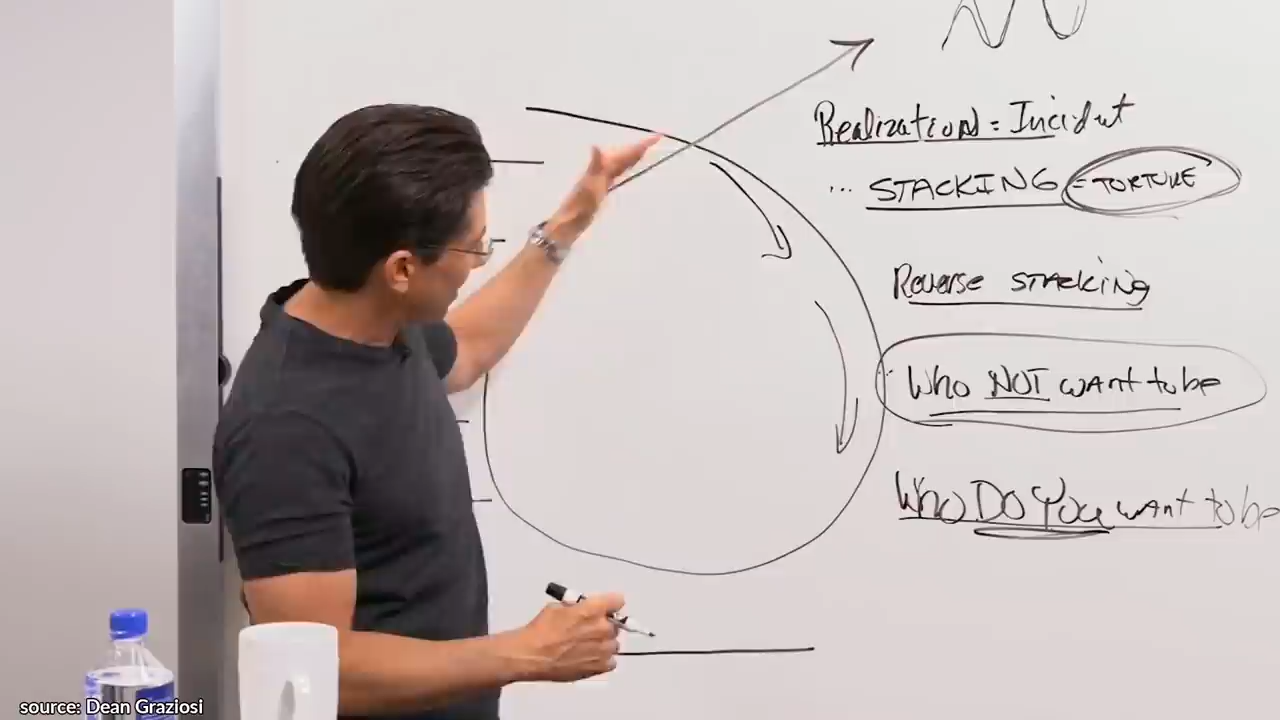 Realization = Incident
... STACKING = TORTURE
Reverse STACKING
Who NOT want to be
Who DO You want to be
source: Dean Graziosi